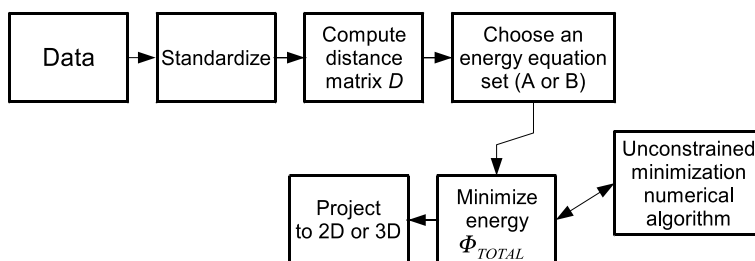 Data
Standardize
Compute
distance
matrix D
Choose an
energy equation
set (A or B)
Unconstrained
minimization
numerical
algorithm
Minimize
energy
Φ_TOTAL
Project
to 2D or 3D